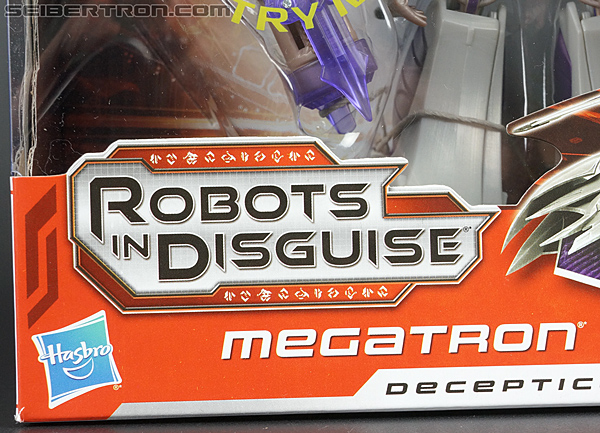 SEIBERTRON.COM
TRY M
ROBOTS
IN DISGUISE®
Hasbro
MEGATRON®
DECEPTIC